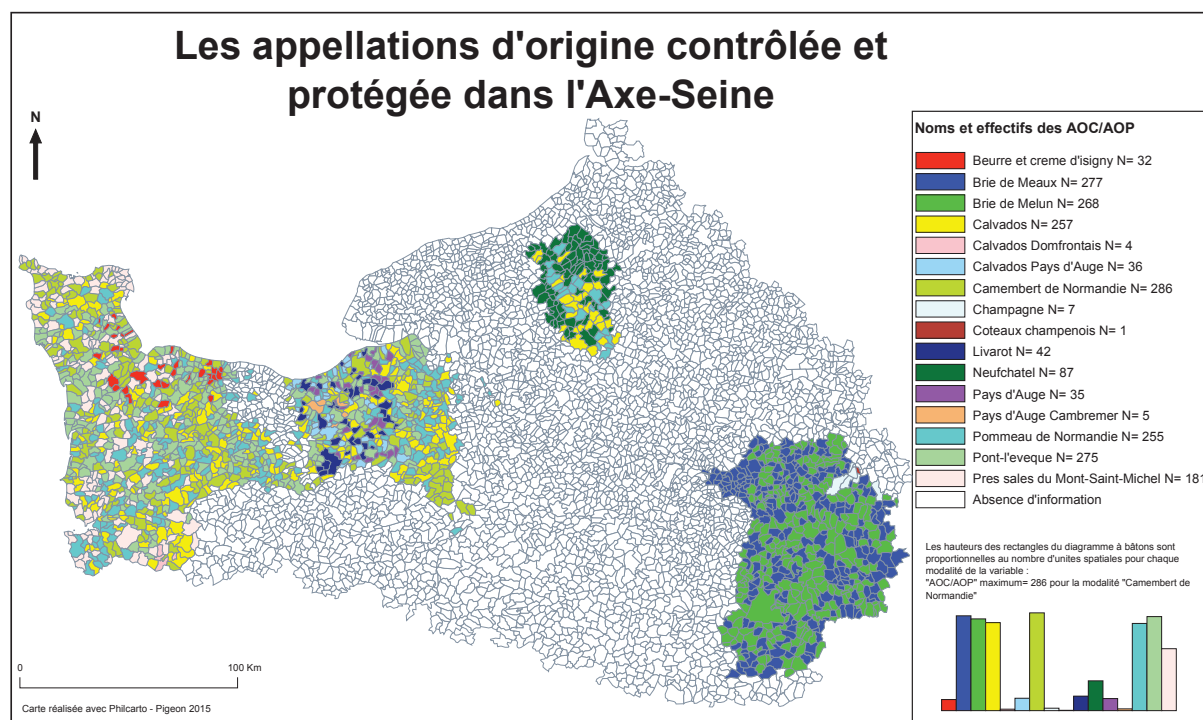 Les appellations d'origine contrôlée et
protégée dans l'Axe-Seine
N
Noms et effectifs des AOC/AOP
Beurre et creme d'isigny N= 32
Brie de Meaux N= 277
Brie de Melun N= 268
Calvados N= 257
Calvados Domfrontais N= 4
Calvados Pays d'Auge N= 36
Camembert de Normandie N= 286
Champagne N= 7
Coteaux champenois N= 1
Livarot N= 42
Neufchatel N= 87
Pays d'Auge N= 35
Pays d'Auge Cambremer N= 5
Pommeau de Normandie N= 255
Pont-l'eveque N= 275
Pres sales du Mont-Saint-Michel N= 181
Absence d'information
Les hauteurs des rectangles du diagramme à bâtons sont
proportionnelles au nombre d'unites spatiales pour chaque
modalité de la variable :
"AOC/AOP" maximum= 286 pour la modalité "Camembert de
Normandie"
0
100 Km
Carte réalisée avec Philcarto - Pigeon 2015